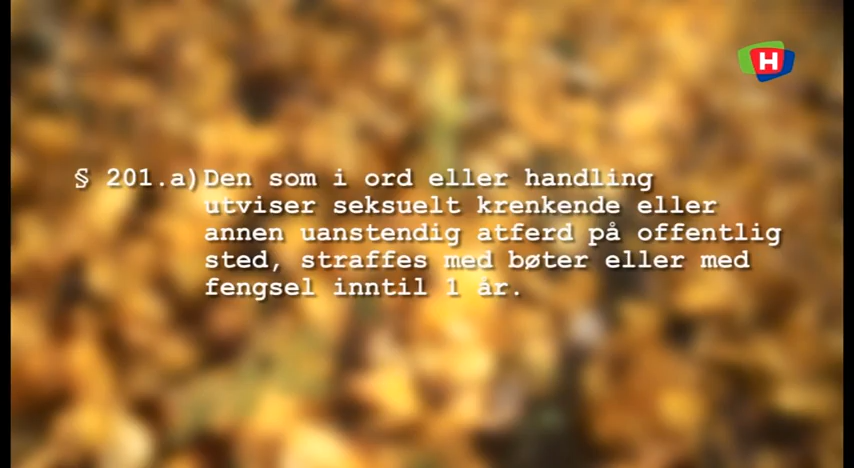 H
§ 201.a)Den som i ord eller handling
utviser seksuelt krenkende eller
annen uanstendig atferd på offentlig
sted, straffes med bøter eller med
fengsel inntil 1 år.